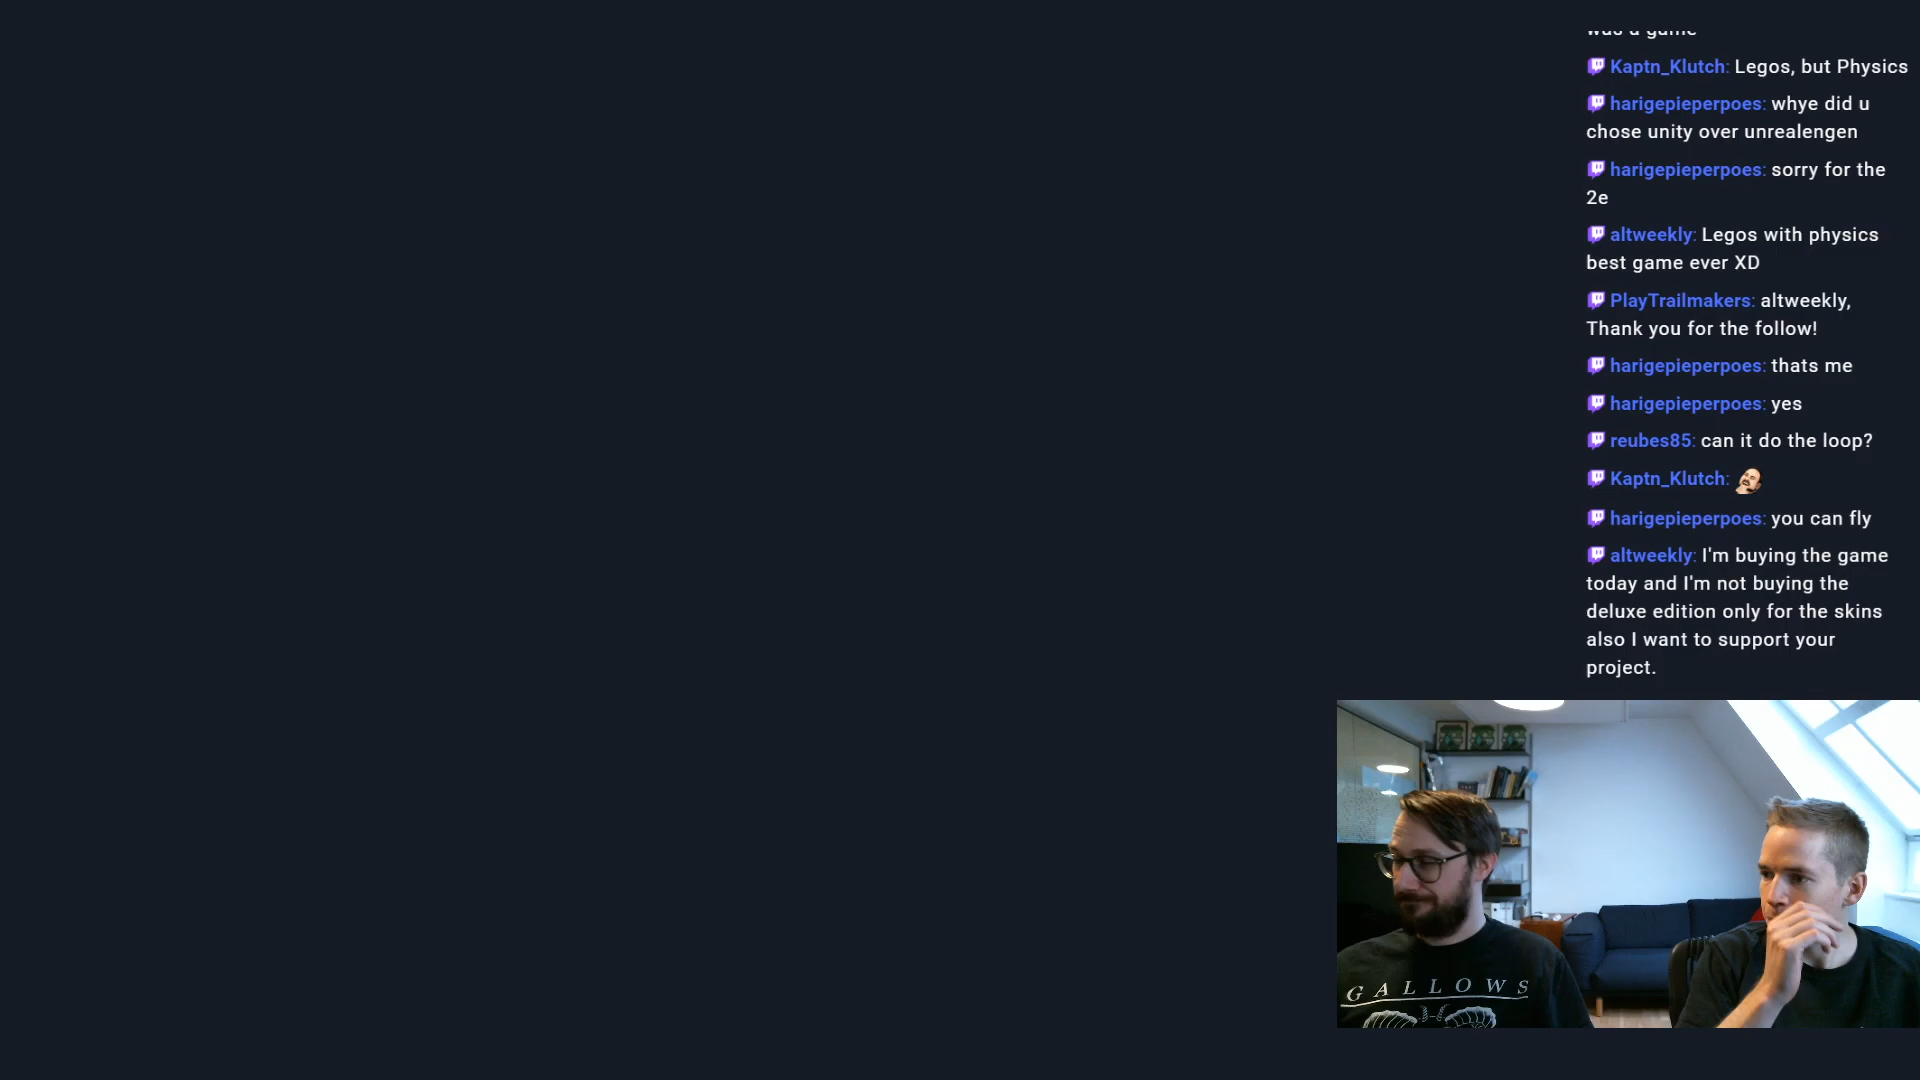 was a game
Kaptn_Klutch: Legos, but Physics
harigepieperpoes: whye did u
chose unity over unrealengen
harigepieperpoes: sorry for the
2e
altweekly: Legos with physics
best game ever XD
PlayTrailmakers: altweekly,
Thank you for the follow!
harigepieperpoes: thats me
harigepieperpoes: yes
reubes85: can it do the loop?
Kaptn_Klutch:
harigepieperpoes: you can fly
altweekly: I'm buying the game
today and I'm not buying the
deluxe edition only for the skins
also I want to support your
project.
GALLOWS